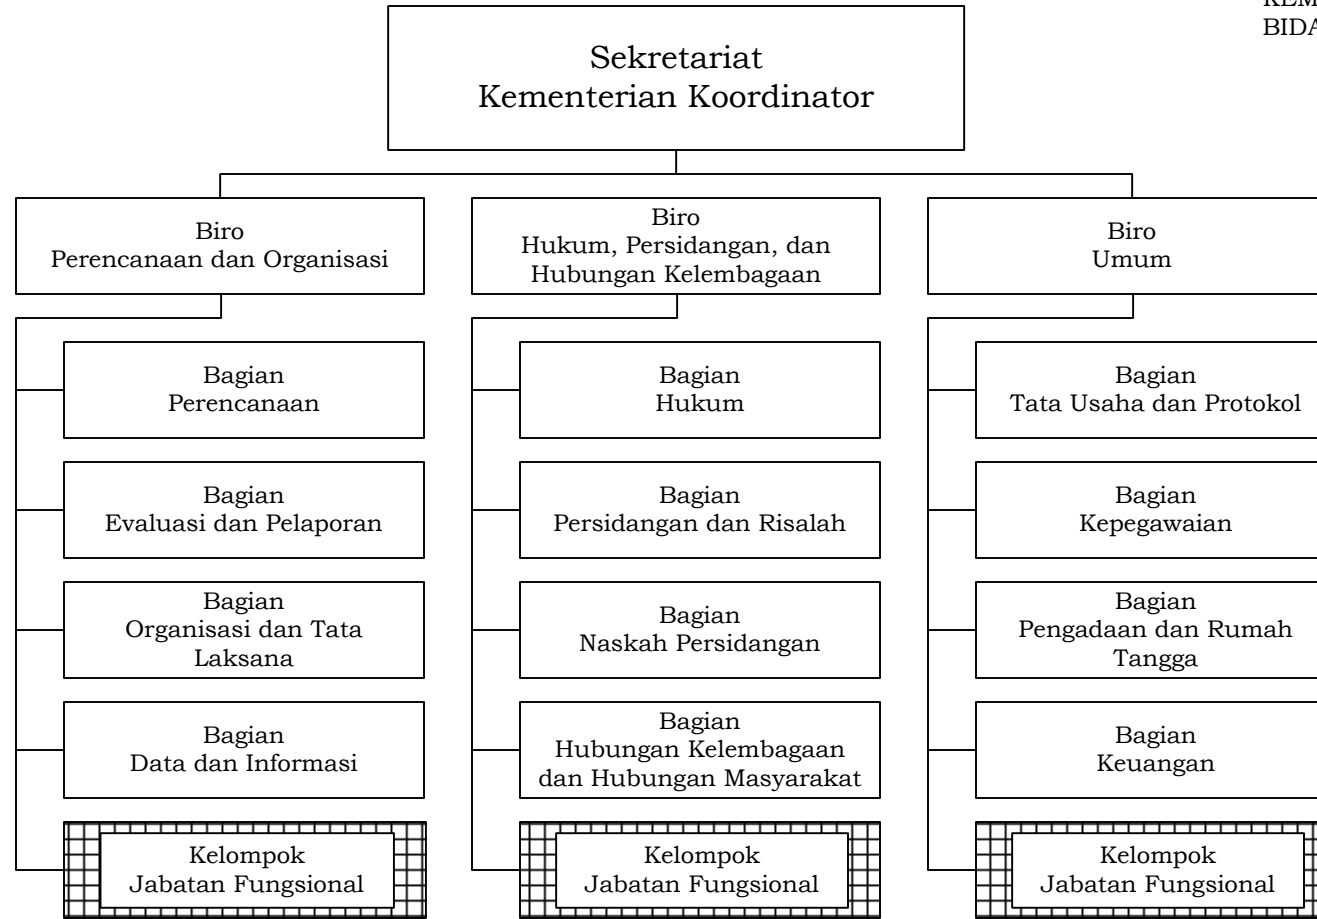 BIDA
Sekretariat
Kementerian Koordinator
Biro
Perencanaan dan Organisasi
Biro
Hukum, Persidangan, dan
Hubungan Kelembagaan
Biro
Umum
Bagian
Perencanaan
Bagian
Evaluasi dan Pelaporan
Bagian
Organisasi dan Tata
Laksana
Bagian
Data dan Informasi
Kelompok
Jabatan Fungsional
Bagian
Hukum
Bagian
Persidangan dan Risalah
Bagian
Naskah Persidangan
Bagian
Hubungan Kelembagaan
dan Hubungan Masyarakat
Kelompok
Jabatan Fungsional
Bagian
Tata Usaha dan Protokol
Bagian
Kepegawaian
Bagian
Pengadaan dan Rumah
Tangga
Bagian
Keuangan
Kelompok
Jabatan Fungsional